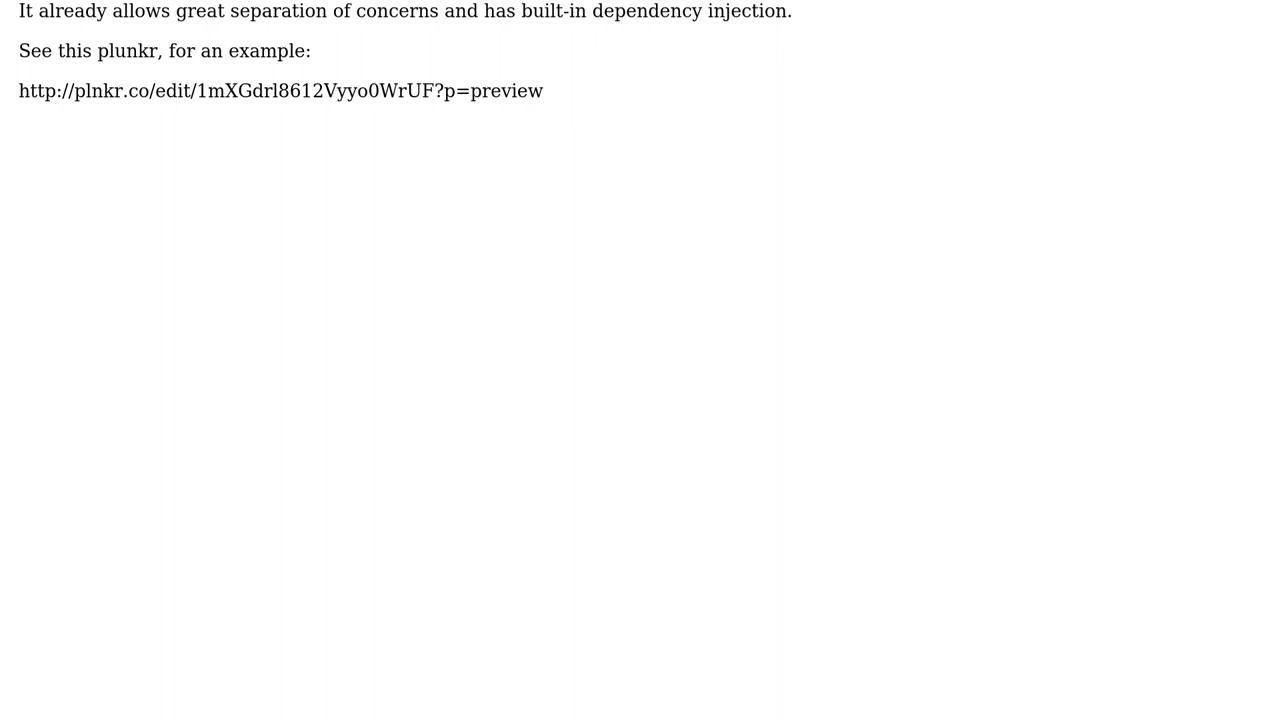 It already allows great separation of concerns and has built-in dependency injection.
See this plunkr, for an example:
http://plnkr.co/edit/1mXGdrl8612Vyyo0WrUF?p=preview